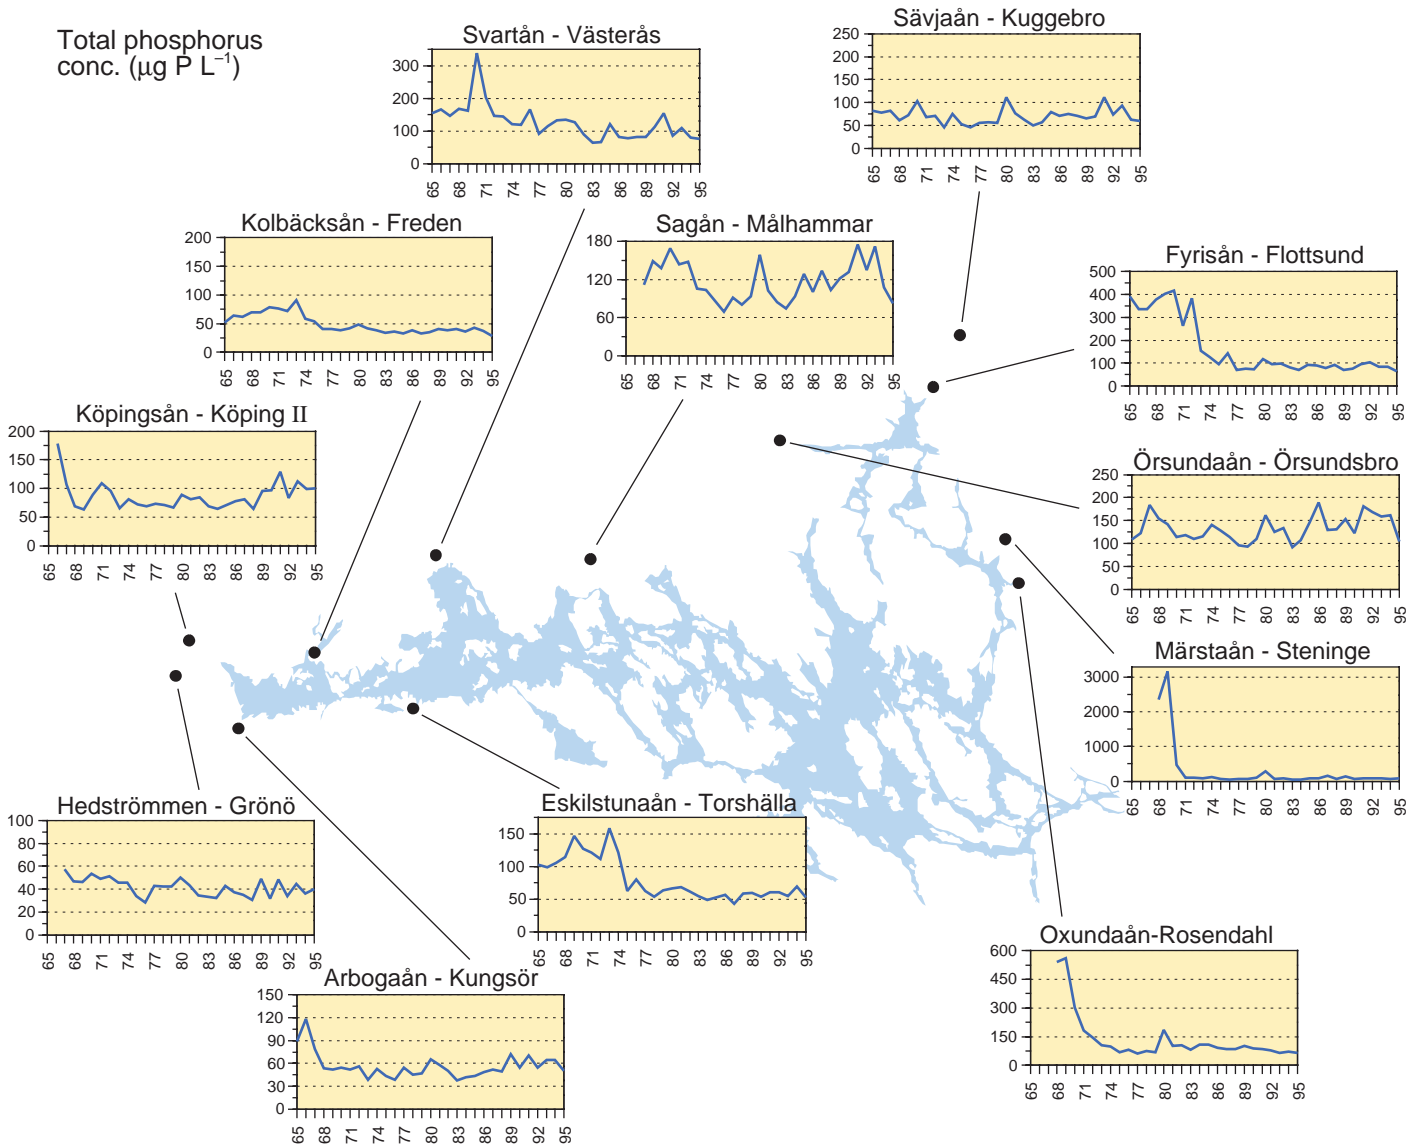 Total phosphorus
conc. (μg P L⁻¹)
Svartån - Västerås
300
200
100
0
65 68 71 74 77 80 83 86 89 92 95
Sävjaån - Kuggebro
250
200
150
100
50
0
65 68 71 74 77 80 83 86 89 92 95
Kolbäcksån - Freden
200
150
100
50
0
65 68 71 74 77 80 83 86 89 92 95
Sagån - Målhammar
180
120
60
0
65 68 71 74 77 80 83 86 89 92 95
Fyrisån - Flottsund
500
400
300
200
100
0
65 68 71 74 77 80 83 86 89 92 95
Köpingsån - Köping II
200
150
100
50
0
65 68 71 74 77 80 83 86 89 92 95
Örsundaån - Örsundsbro
250
200
150
100
50
0
65 68 71 74 77 80 83 86 89 92 95
Märstaån - Steninge
3000
2000
1000
0
65 68 71 74 77 80 83 86 89 92 95
Hedströmmen - Grönö
100
80
60
40
20
0
65 68 71 74 77 80 83 86 89 92 95
Eskilstunaån - Torshälla
150
100
50
0
65 68 71 74 77 80 83 86 89 92 95
Arbogaån - Kungsör
150
120
90
60
30
0
65 68 71 74 77 80 83 86 89 92 95
Oxundaån-Rosendahl
600
450
300
150
0
65 68 71 74 77 80 83 86 89 92 95